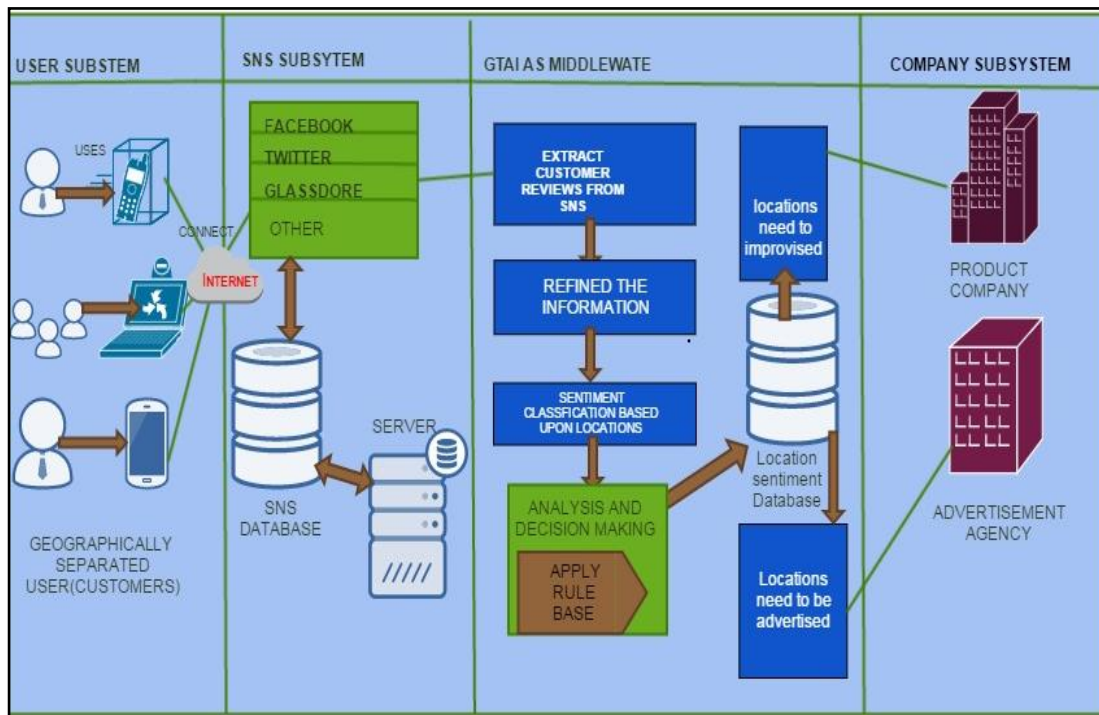 USER SUBSTEM
SNS SUBSYTEM
GTAI AS MIDDLEWATE
COMPANY SUBSYSTEM
USES
CONNECT
INTERNET
GEOGRAPHICALLY
SEPARATED
USER(CUSTOMERS)
FACEBOOK
TWITTER
GLASSDORE
OTHER
SNS
DATABASE
SERVER
EXTRACT
CUSTOMER
REVIEWS FROM
SNS
REFINED THE
INFORMATION
SENTIMENT
CLASSFICATION BASED
UPON LOCATIONS
ANALYSIS AND
DECISION MAKING
APPLY
RULE
BASE
locations
need to
improvised
Location
sentiment
Database
Locations
need to be
advertised
PRODUCT
COMPANY
ADVERTISEMENT
AGENCY